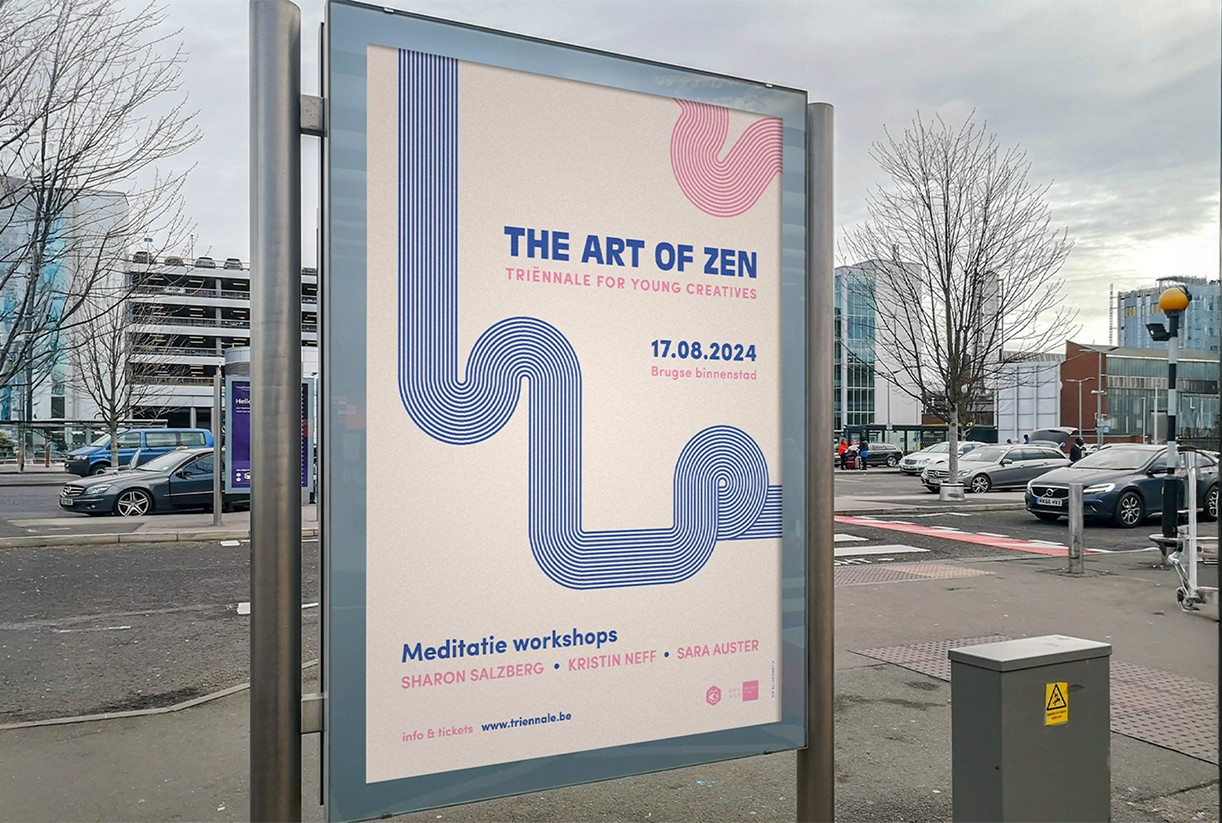 THE ART OF ZEN
TRIËNNALE FOR YOUNG CREATIVES
17.08.2024
Brugse binnenstad
Meditatie workshops
SHARON SALZBERG • KRISTIN NEFF • SARA AUSTER
info & tickets www.triennale.be
Hello